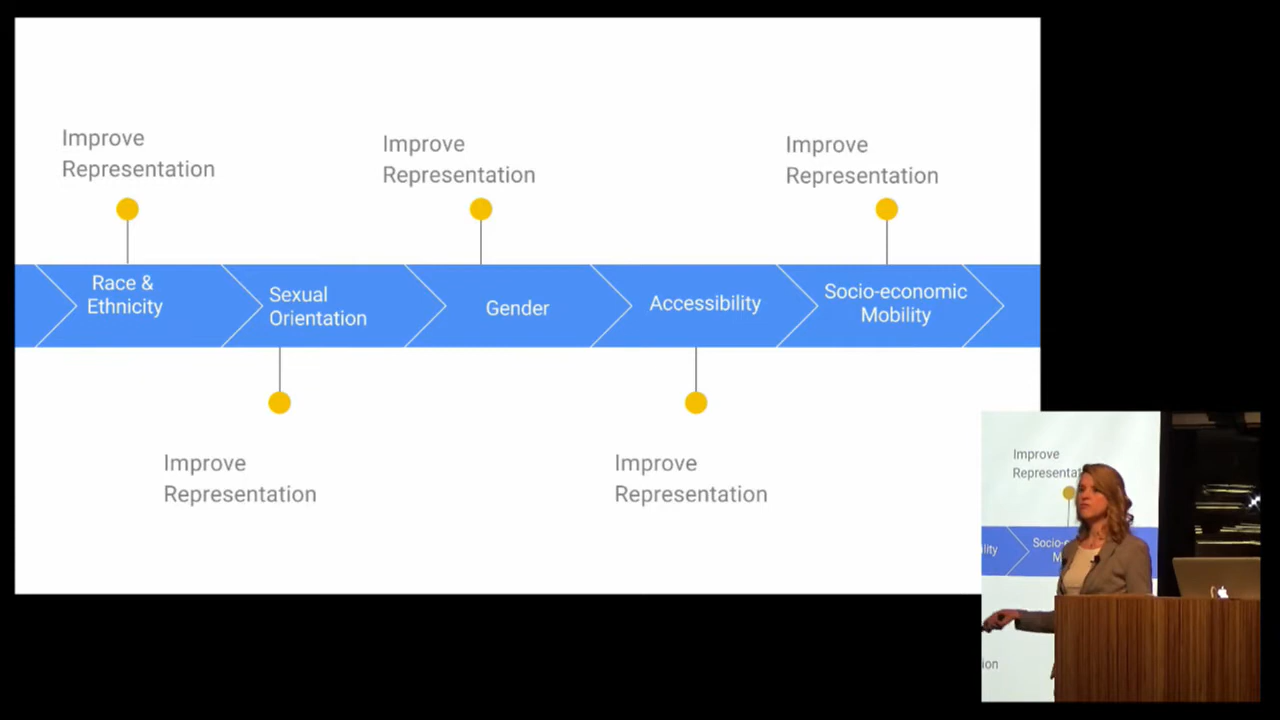 Improve
Representation
Improve
Representation
Improve
Representation
Race &
Ethnicity
Sexual
Orientation
Gender
Accessibility
Socio-economic
Mobility
Improve
Representation
Improve
Representation
Improve